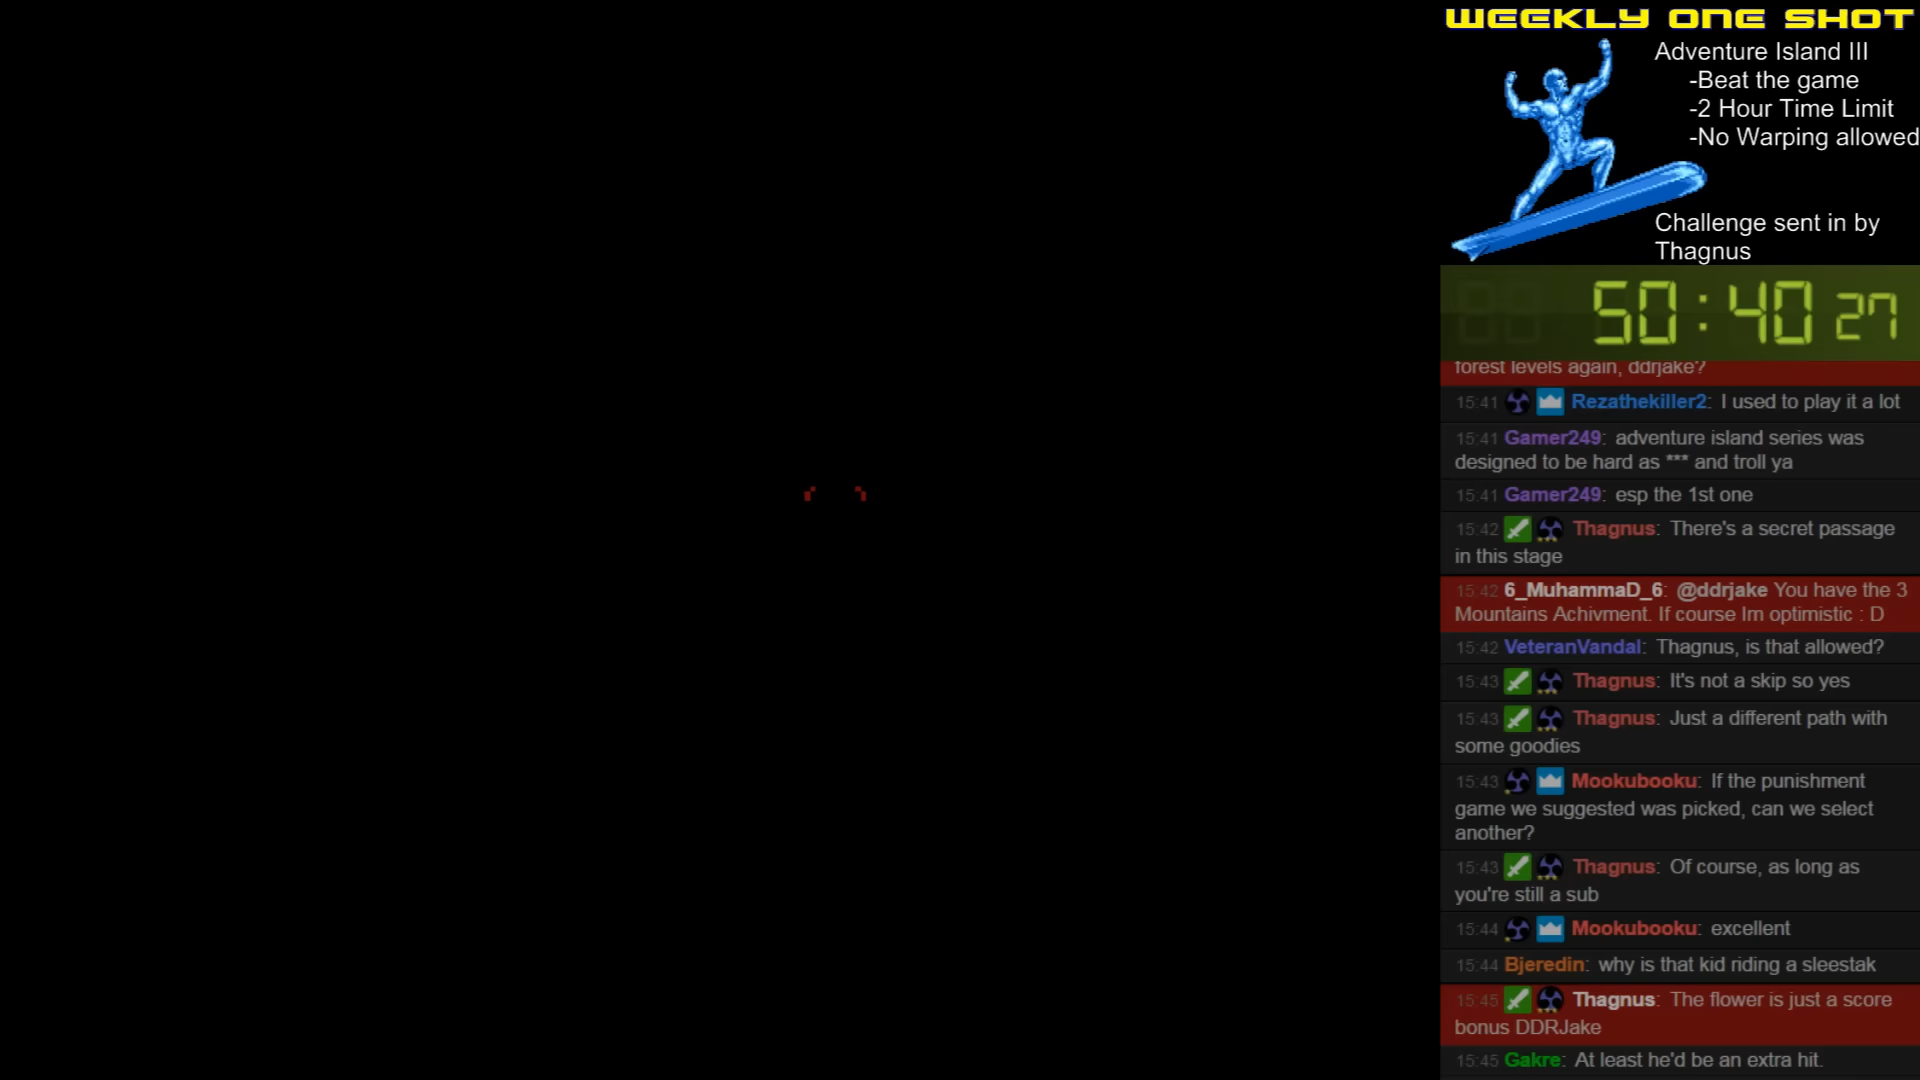 WEEKLY ONE SHOT
Adventure Island III
-Beat the game
-2 Hour Time Limit
-No Warping allowed
Challenge sent in by
Thagnus
50:40 27
forest levels again, ddrjake?
15:41 Rezathekiller2: I used to play it a lot
15:41 Gamer249: adventure island series was
designed to be hard as *** and troll ya
15:41 Gamer249: esp the 1st one
15:42 Thagnus: There's a secret passage
in this stage
15:42 6_MuhammaD_6: @ddrjake You have the 3
Mountains Achivment. If course Im optimistic : D
15:42 VeteranVandal: Thagnus, is that allowed?
15:43 Thagnus: It's not a skip so yes
15:43 Thagnus: Just a different path with
some goodies
15:43 Mookubooku: If the punishment
game we suggested was picked, can we select
another?
15:43 Thagnus: Of course, as long as
you're still a sub
15:44 Mookubooku: excellent
15:44 Bjeredin: why is that kid riding a sleestak
15:45 Thagnus: The flower is just a score
bonus DDRJake
15:45 Gakre: At least he'd be an extra hit.